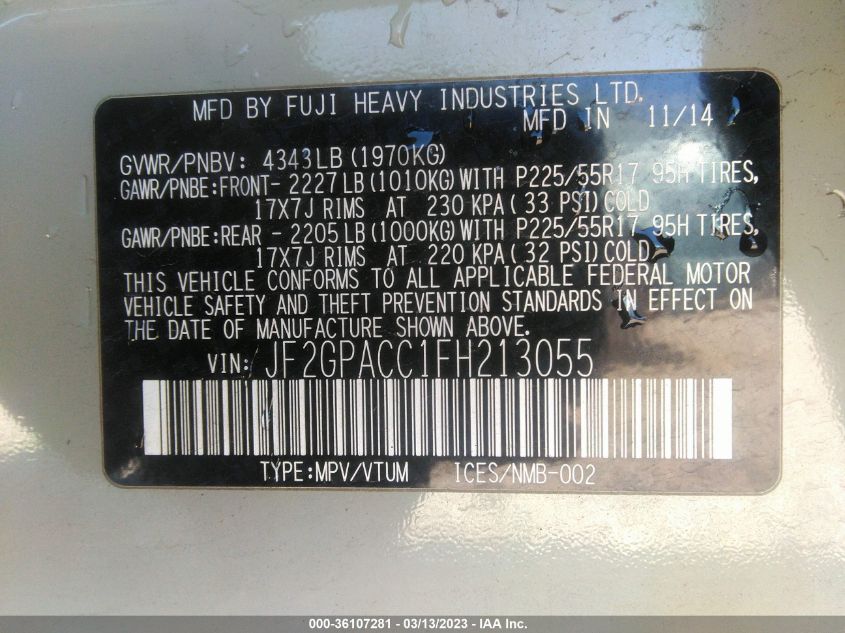 MFD BY FUJI HEAVY INDUSTRIES LTD.
MFD IN 11/14
GVWR/PNBV: 4343LB (1970KG)
GAWR/PNBE:FRONT- 2227LB (1010KG)WITH P225/55R17 95H TIRES,
17X7J RIMS AT 230 KPA( 33 PSI)COLD
GAWR/PNBE:REAR - 2205LB (1000KG)WITH P225/55R17 95H TIRES,
17X7J RIMS AT 220 KPA( 32 PSI)COLD
THIS VEHICLE CONFORMS TO ALL APPLICABLE FEDERAL MOTOR
VEHICLE SAFETY AND THEFT PREVENTION STANDARDS IN EFFECT ON
THE DATE OF MANUFACTURE SHOWN ABOVE.
VIN: JF2GPACC1FH213055
TYPE:MPV/VTUM ICES/NMB-002
000-36107281 - 03/13/2023 - IAA Inc.